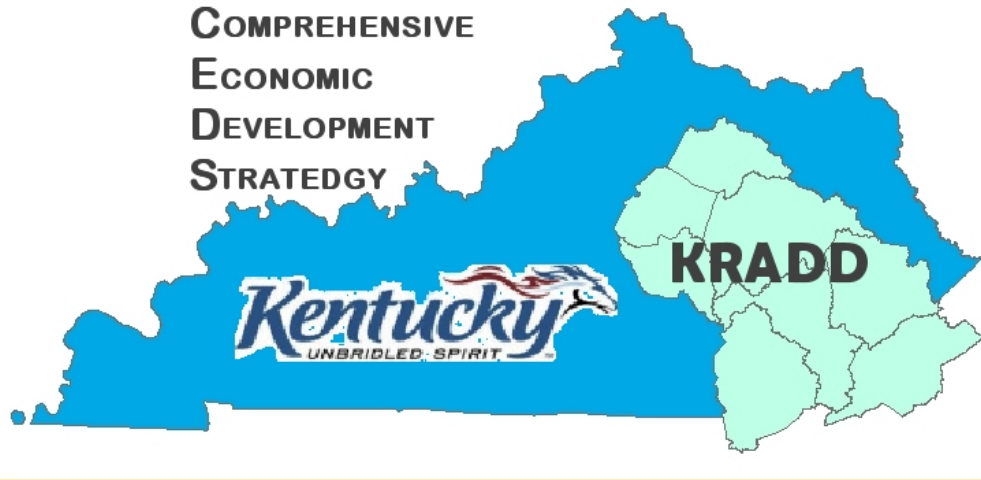 COMPREHENSIVE
ECONOMIC
DEVELOPMENT
STRATEDGY
KRADD
Kentucky
UNBRIDLED SPIRIT